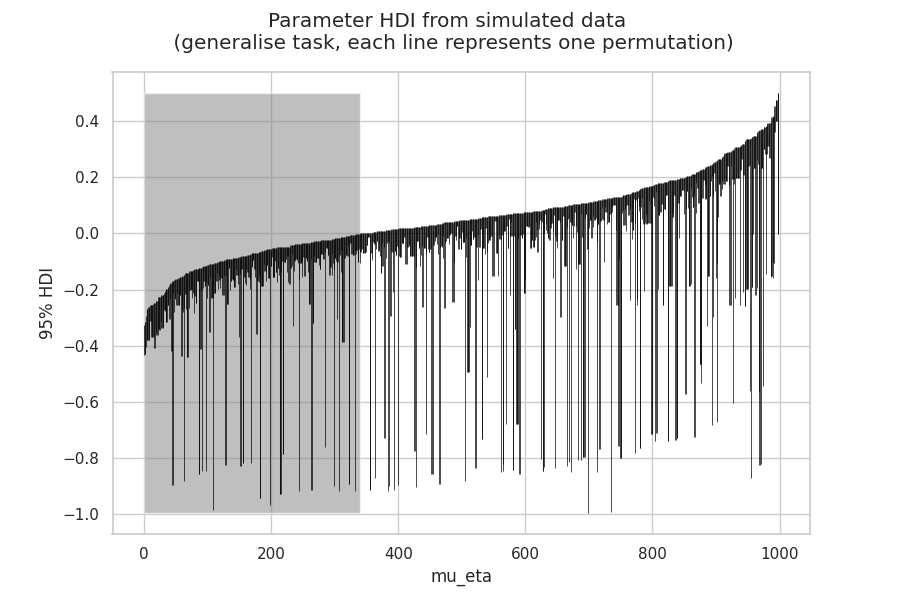 Parameter HDI from simulated data
(generalise task, each line represents one permutation)
0.4
0.2
0.0
−0.2
−0.4
−0.6
−0.8
−1.0
95% HDI
0 200 400 600 800 1000
mu_eta